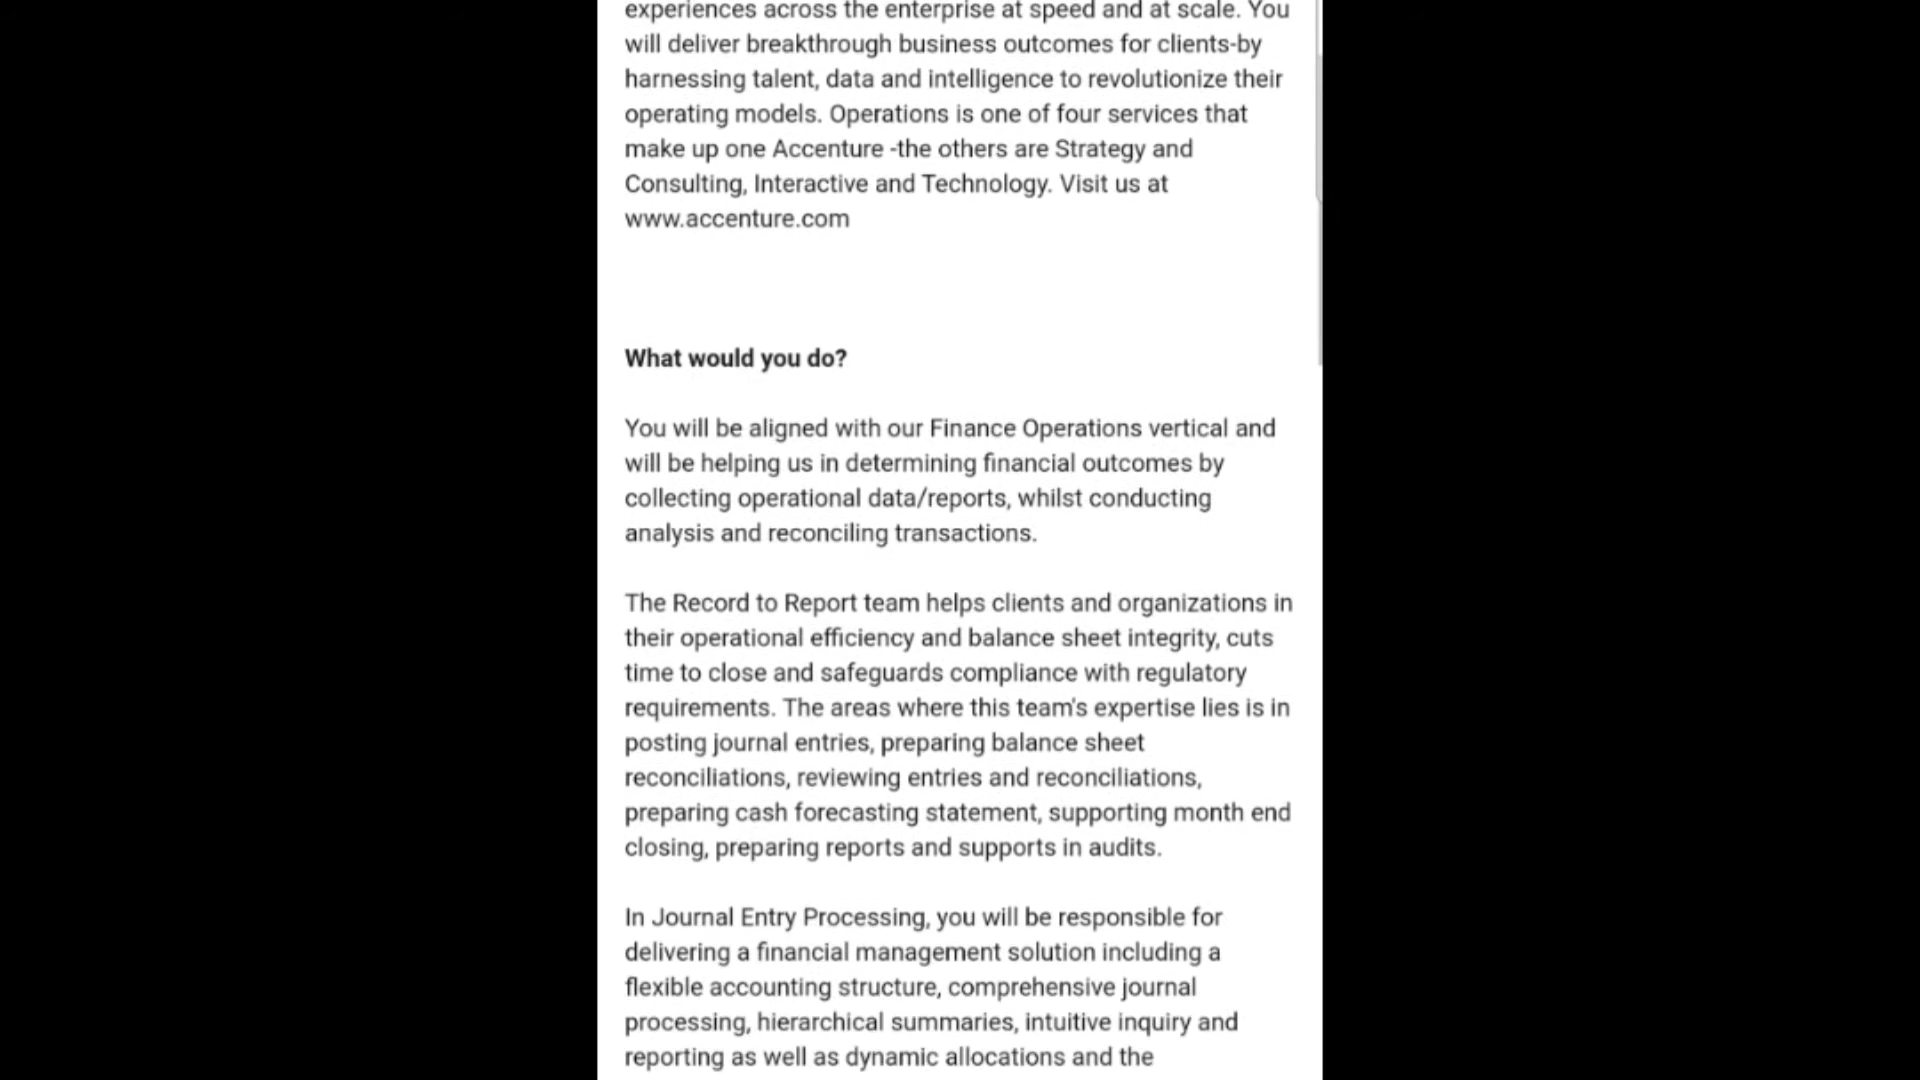 experiences across the enterprise at speed and at scale. You
will deliver breakthrough business outcomes for clients-by
harnessing talent, data and intelligence to revolutionize their
operating models. Operations is one of four services that
make up one Accenture -the others are Strategy and
Consulting, Interactive and Technology. Visit us at
www.accenture.com
What would you do?
You will be aligned with our Finance Operations vertical and
will be helping us in determining financial outcomes by
collecting operational data/reports, whilst conducting
analysis and reconciling transactions.
The Record to Report team helps clients and organizations in
their operational efficiency and balance sheet integrity, cuts
time to close and safeguards compliance with regulatory
requirements. The areas where this team's expertise lies is in
posting journal entries, preparing balance sheet
reconciliations, reviewing entries and reconciliations,
preparing cash forecasting statement, supporting month end
closing, preparing reports and supports in audits.
In Journal Entry Processing, you will be responsible for
delivering a financial management solution including a
flexible accounting structure, comprehensive journal
processing, hierarchical summaries, intuitive inquiry and
reporting as well as dynamic allocations and the